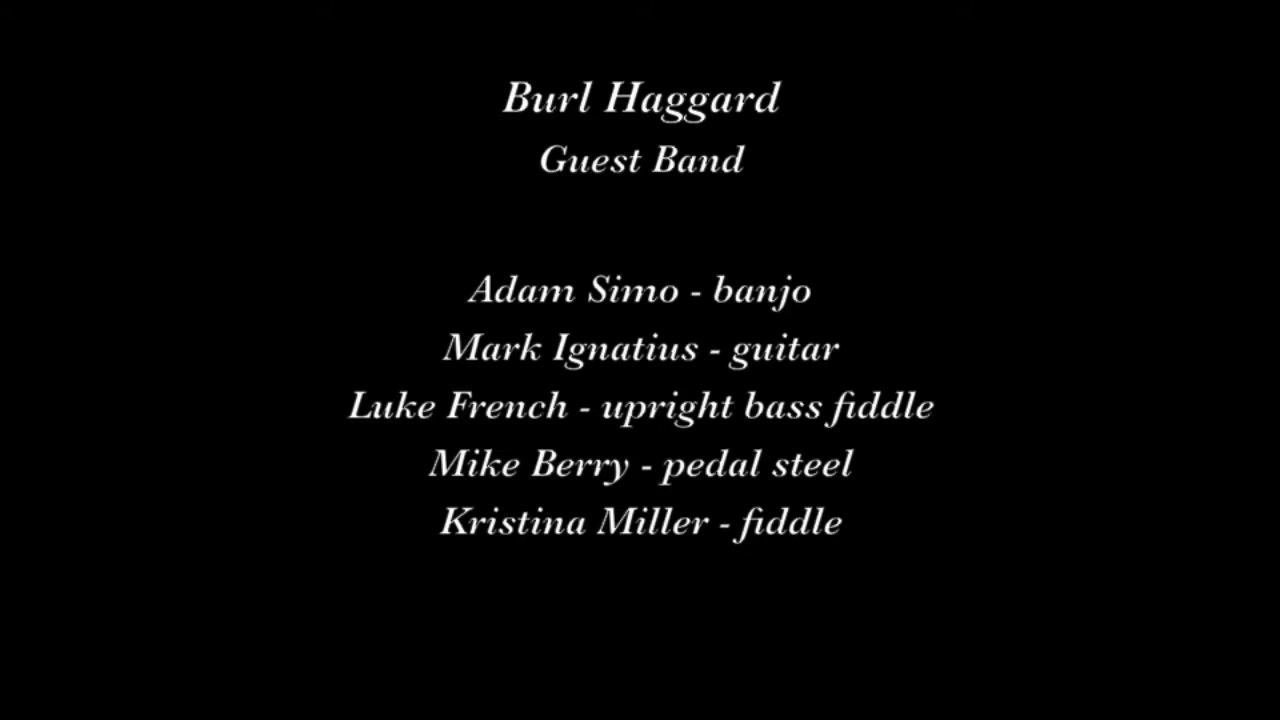 Burl Haggard
Guest Band
Adam Simo - banjo
Mark Ignatius - guitar
Luke French - upright bass fiddle
Mike Berry - pedal steel
Kristina Miller - fiddle